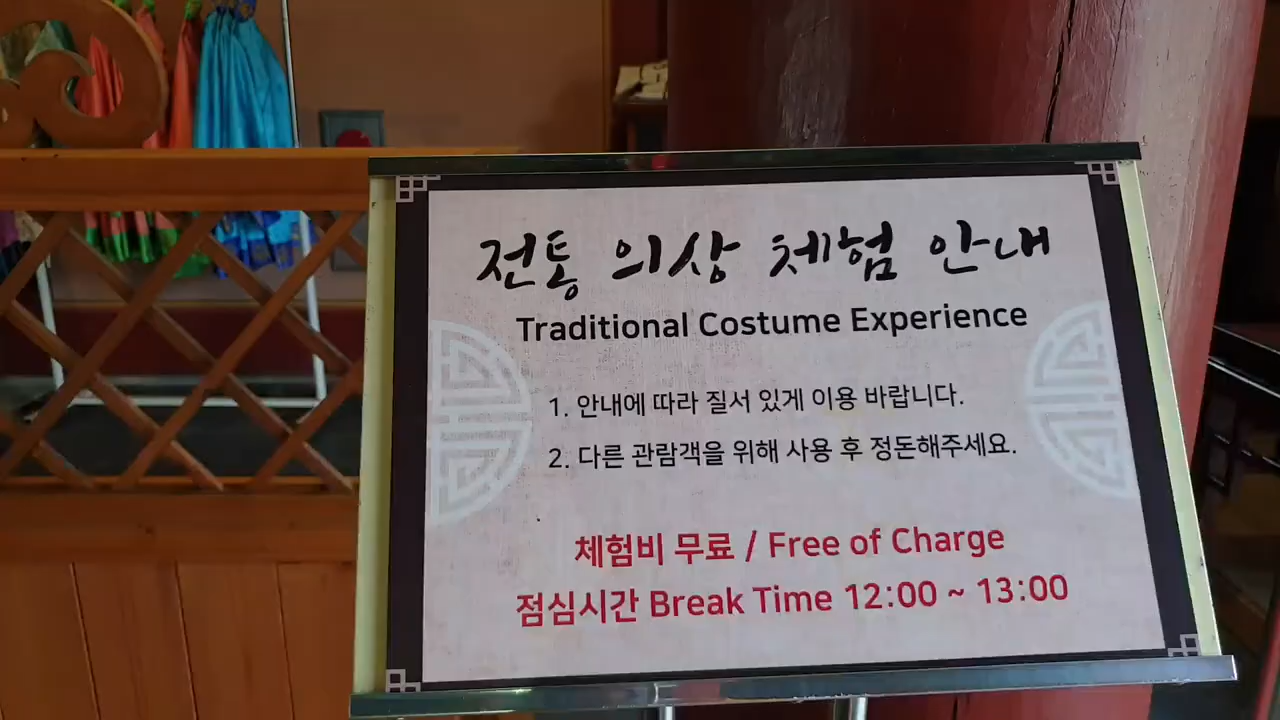 전통 의상 체험 안내
Traditional Costume Experience
1. 안내에 따라 질서 있게 이용 바랍니다.
2. 다른 관람객을 위해 사용 후 정돈해주세요.
체험비 무료 / Free of Charge
점심시간 Break Time 12:00 ~ 13:00